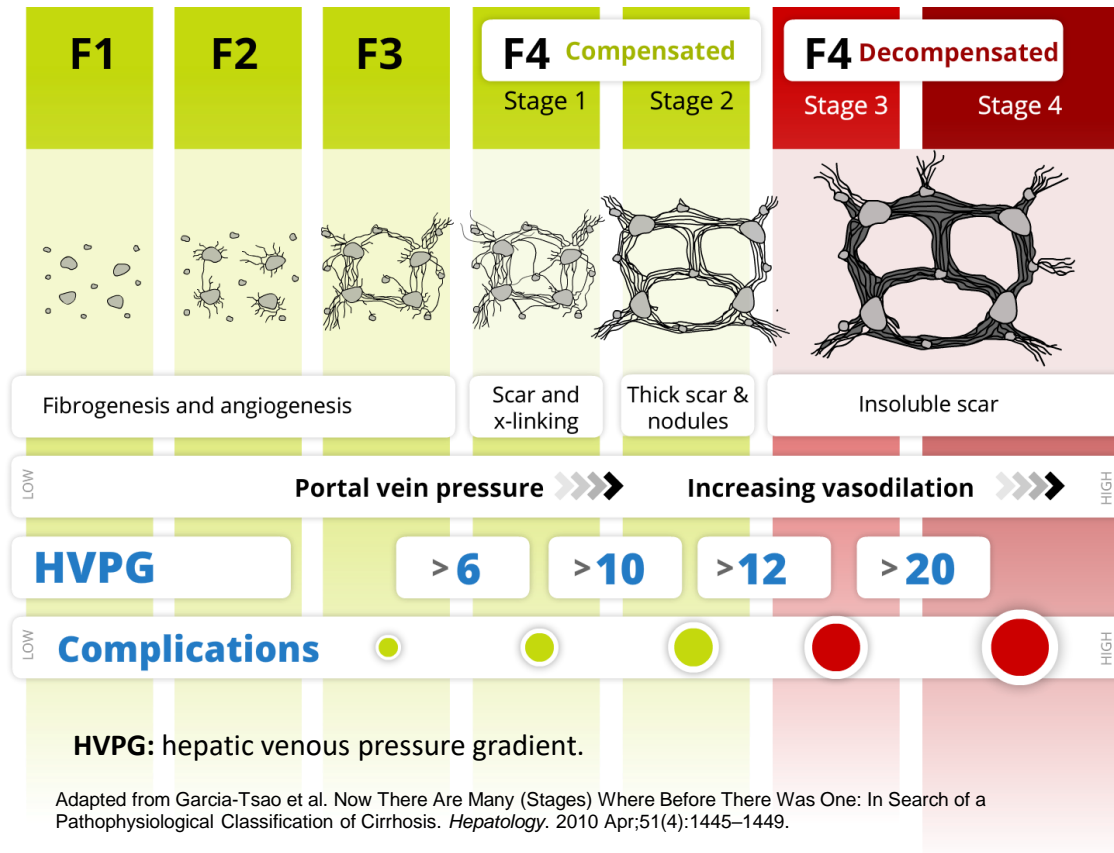 F1 F2 F3 F4 Compensated F4 Decompensated
Stage 1 Stage 2 Stage 3 Stage 4
Fibrogenesis and angiogenesis
Scar and
x-linking
Thick scar &
nodules
Insoluble scar
LOW Portal vein pressure Increasing vasodilation HIGH
HVPG > 6 > 10 > 12 > 20
LOW Complications HIGH
HVPG: hepatic venous pressure gradient.
Adapted from Garcia-Tsao et al. Now There Are Many (Stages) Where Before There Was One: In Search of a
Pathophysiological Classification of Cirrhosis. Hepatology. 2010 Apr;51(4):1445–1449.